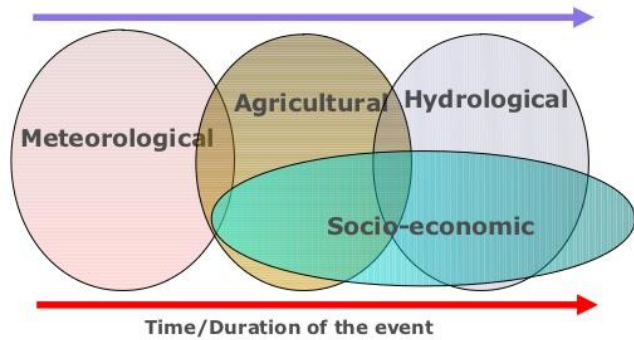 Meteorological
Agricultural
Hydrological
Socio-economic
Time/Duration of the event